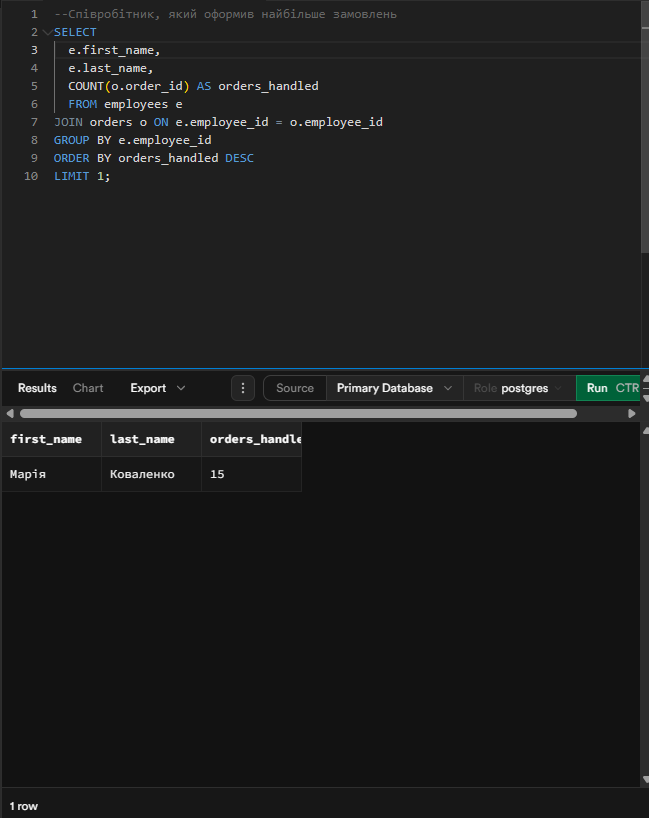 1 --Співробітник, який оформив найбільше замовлень
2 SELECT
3 e.first_name,
4 e.last_name,
5 COUNT(o.order_id) AS orders_handled
6 FROM employees e
7 JOIN orders o ON e.employee_id = o.employee_id
8 GROUP BY e.employee_id
9 ORDER BY orders_handled DESC
10 LIMIT 1;
Results Chart Export Source Primary Database Role postgres Run CTR
first_name last_name orders_handle
Марія Коваленко 15
1 row